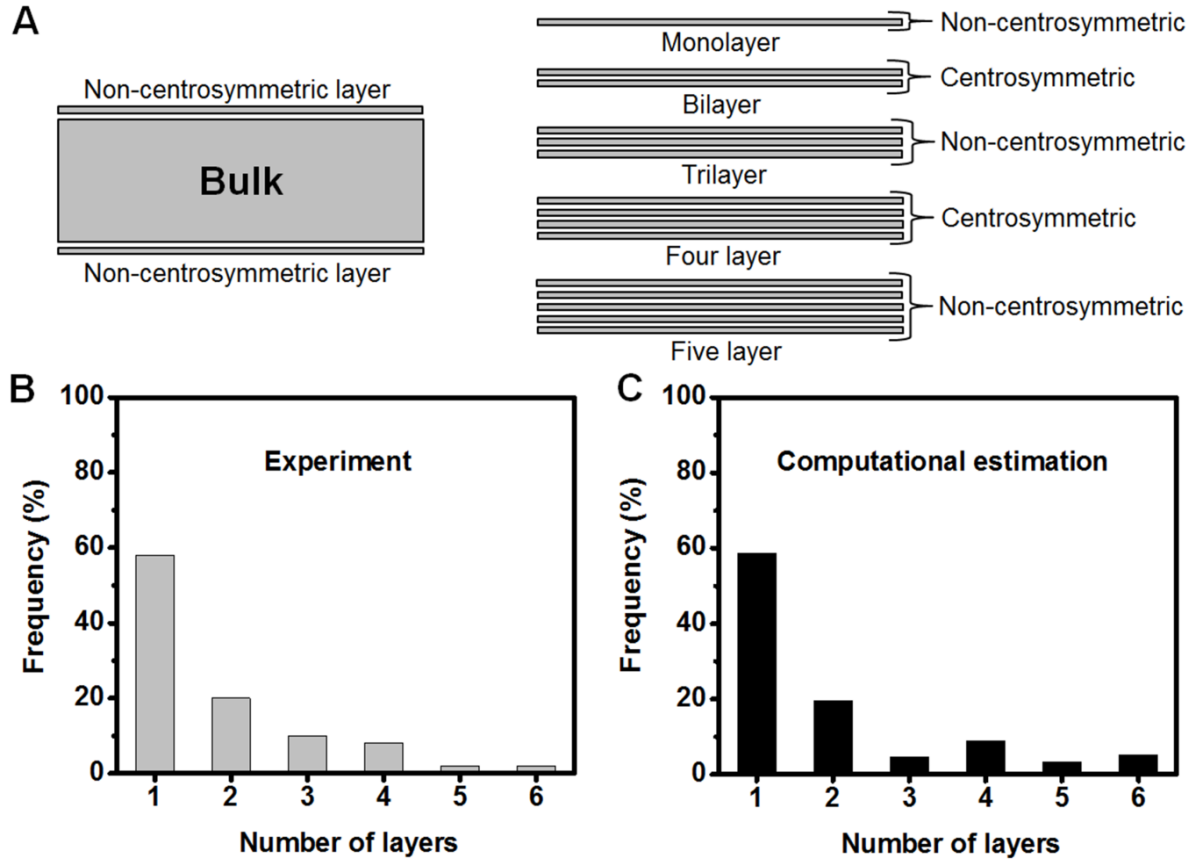 A
Non-centrosymmetric layer
Bulk
Non-centrosymmetric layer
Monolayer
Non-centrosymmetric
Bilayer
Centrosymmetric
Trilayer
Non-centrosymmetric
Four layer
Centrosymmetric
Five layer
Non-centrosymmetric
B
Experiment
Frequency (%)
100
80
60
40
20
0
1 2 3 4 5 6
Number of layers
C
Computational estimation
Frequency (%)
100
80
60
40
20
0
1 2 3 4 5 6
Number of layers